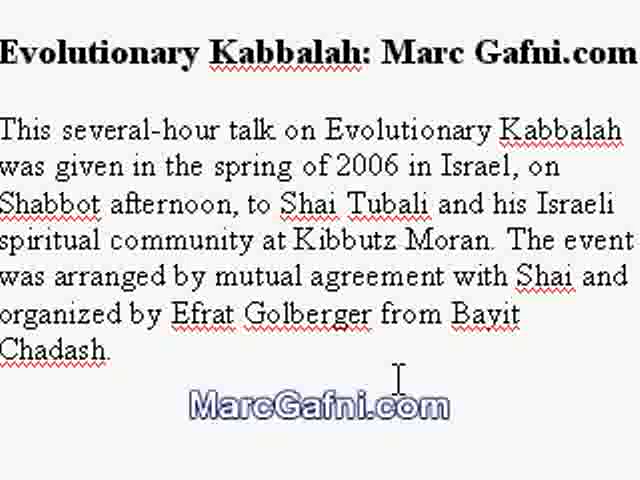 Evolutionary Kabbalah: Marc Gafni.com
This several-hour talk on Evolutionary Kabbalah
was given in the spring of 2006 in Israel, on
Shabbot afternoon, to Shai Tubali and his Israeli
spiritual community at Kibbutz Moran. The event
was arranged by mutual agreement with Shai and
organized by Efrat Golberger from Bayit
Chadash.
MarcGafni.com